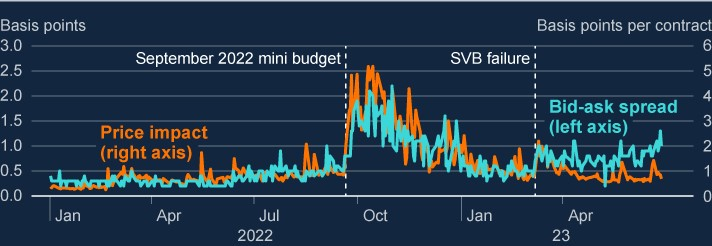 Basis points
Basis points per contract
3.0
2.5
2.0
1.5
1.0
0.5
0.0
6
5
4
3
2
1
0
September 2022 mini budget
SVB failure
Price impact
(right axis)
Bid-ask spread
(left axis)
Jan
Apr
Jul
Oct
Jan
Apr
2022
23